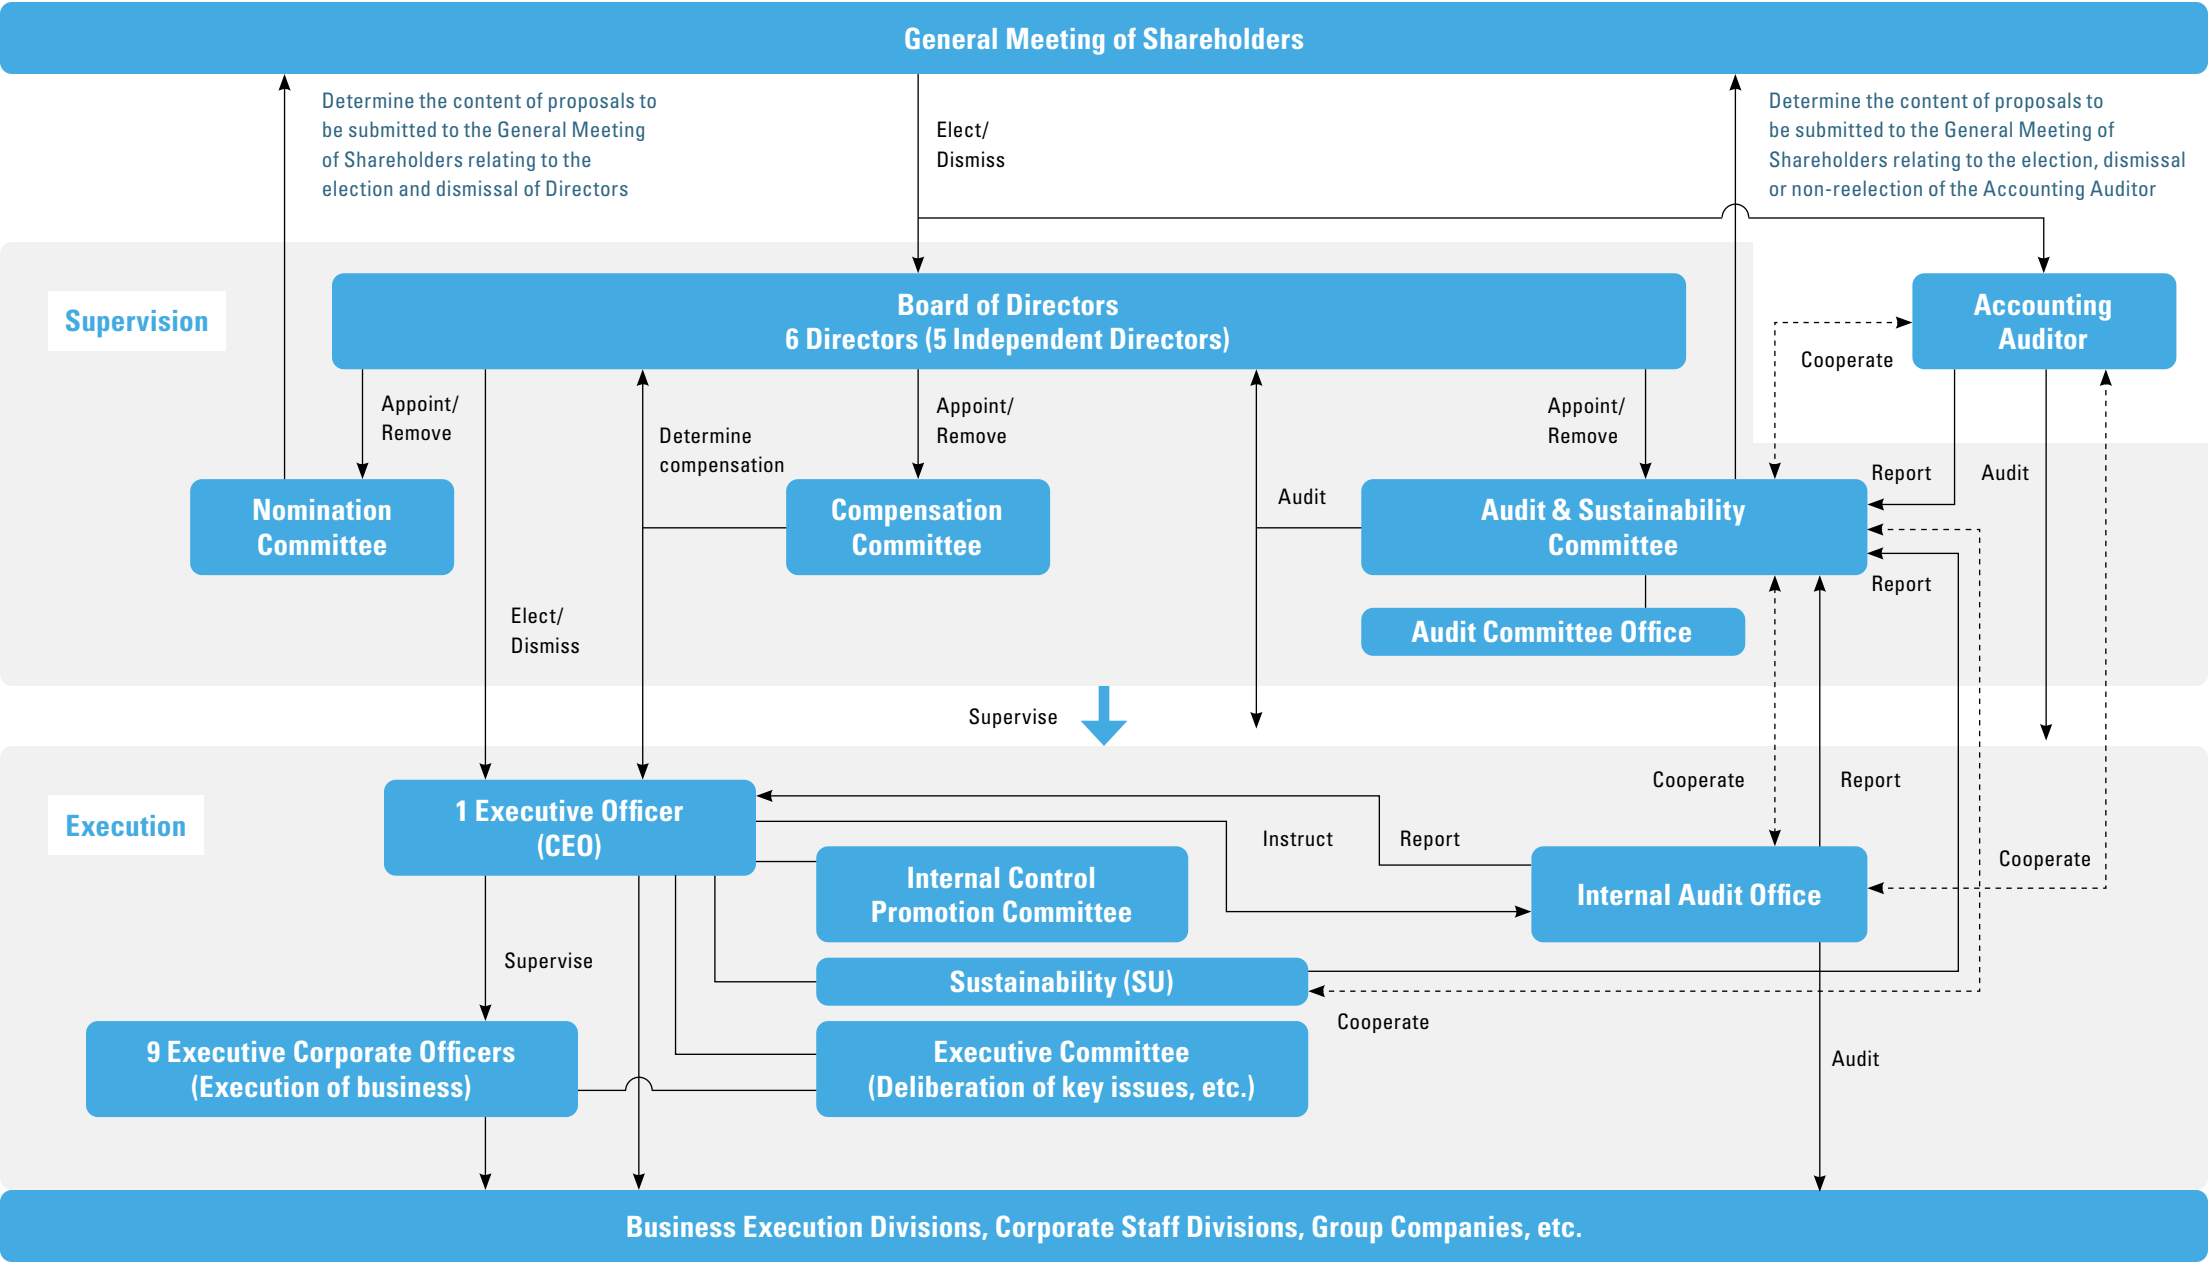 General Meeting of Shareholders
Determine the content of proposals to
be submitted to the General Meeting
of Shareholders relating to the
election and dismissal of Directors
Elect/
Dismiss
Determine the content of proposals to
be submitted to the General Meeting of
Shareholders relating to the election, dismissal
or non-reelection of the Accounting Auditor
Supervision
Board of Directors
6 Directors (5 Independent Directors)
Accounting
Auditor
Cooperate
Appoint/
Remove
Determine
compensation
Appoint/
Remove
Appoint/
Remove
Audit
Report
Audit
Nomination
Committee
Compensation
Committee
Audit & Sustainability
Committee
Report
Elect/
Dismiss
Audit Committee Office
Supervise
Execution
1 Executive Officer
(CEO)
Cooperate
Report
Instruct
Report
Cooperate
Internal Control
Promotion Committee
Internal Audit Office
Supervise
Sustainability (SU)
Cooperate
9 Executive Corporate Officers
(Execution of business)
Executive Committee
(Deliberation of key issues, etc.)
Audit
Business Execution Divisions, Corporate Staff Divisions, Group Companies, etc.